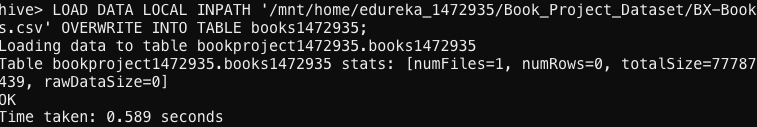 hive> LOAD DATA LOCAL INPATH '/mnt/home/edureka_1472935/Book_Project_Dataset/BX-Book
s.csv' OVERWRITE INTO TABLE books1472935;
Loading data to table bookproject1472935.books1472935
Table bookproject1472935.books1472935 stats: [numFiles=1, numRows=0, totalSize=77787
439, rawDataSize=0]
OK
Time taken: 0.589 seconds